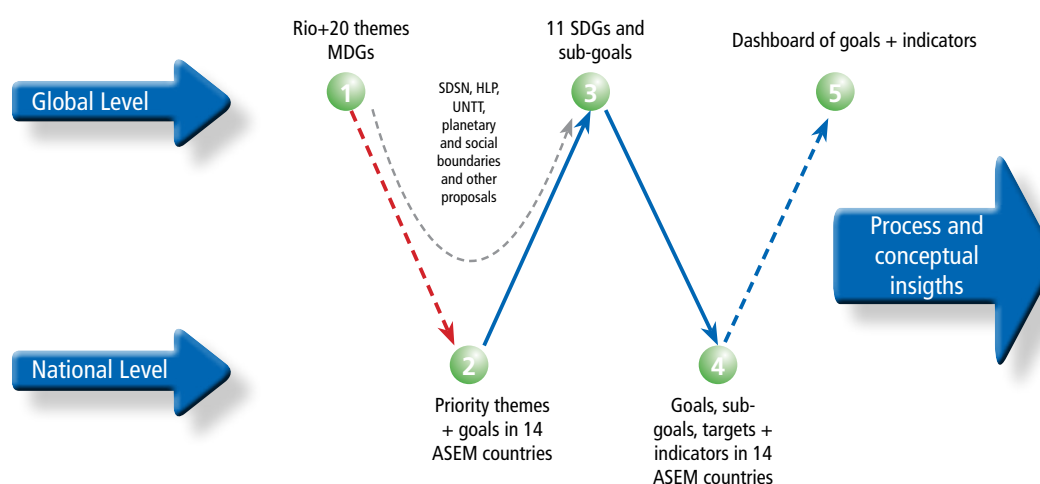 Rio+20 themes
MDGs
11 SDGs and
sub-goals
Dashboard of goals + indicators
Global Level
1
SDSN, HLP,
UNTT,
planetary
and social
boundaries
and other
proposals
3
5
Process and
conceptual
insigths
National Level
2
4
Priority themes
+ goals in 14
ASEM countries
Goals, sub-
goals, targets +
indicators in 14
ASEM countries